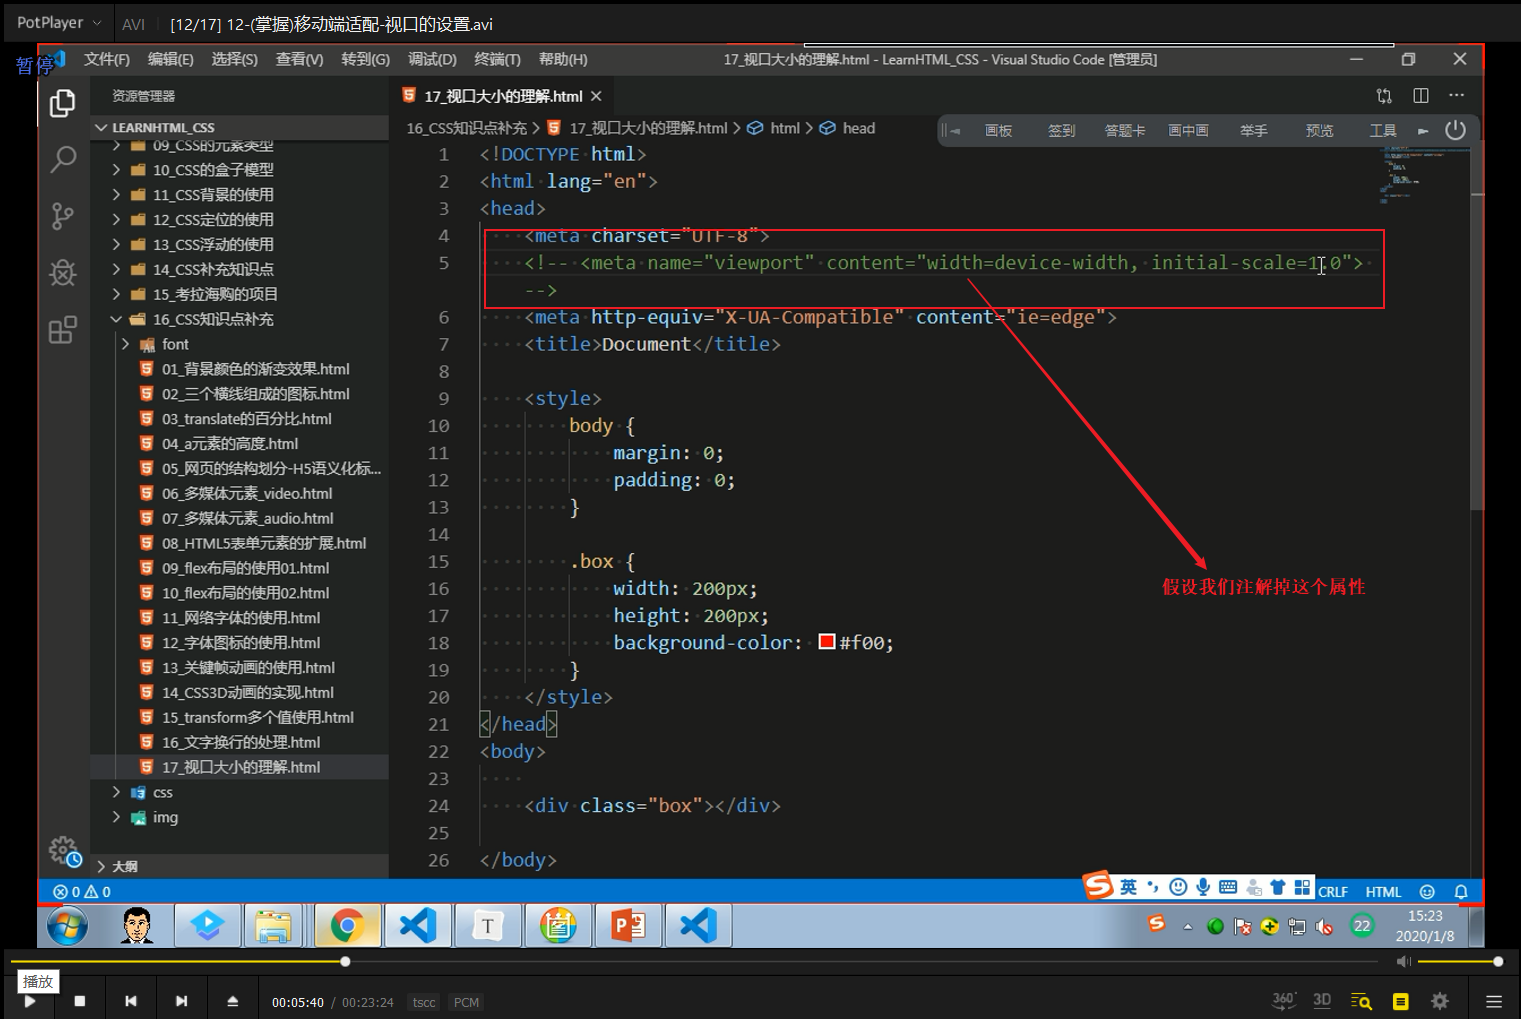 PotPlayer
AVI
[12/17] 12-(掌握)移动端适配-视口的设置.avi
暂停
文件(F) 编辑(E) 选择(S) 查看(V) 转到(G) 调试(D) 终端(T) 帮助(H)
17_视口大小的理解.html - LearnHTML_CSS - Visual Studio Code [管理员]
资源管理器
17_视口大小的理解.html
LEARNHTML_CSS
16_CSS知识点补充 > 17_视口大小的理解.html > html > head
画板 签到 答题卡 画中画 举手 预览 工具
09_CSS的元素类型
10_CSS的盒子模型
11_CSS背景的使用
12_CSS定位的使用
13_CSS浮动的使用
14_CSS补充知识点
15_考拉海购的项目
16_CSS知识点补充
font
01_背景颜色的渐变效果.html
02_三个横线组成的图标.html
03_translate的百分比.html
04_a元素的高度.html
05_网页的结构划分-H5语义化标...
06_多媒体元素_video.html
07_多媒体元素_audio.html
08_HTML5表单元素的扩展.html
09_flex布局的使用01.html
10_flex布局的使用02.html
11_网络字体的使用.html
12_字体图标的使用.html
13_关键帧动画的使用.html
14_CSS3D动画的实现.html
15_transform多个值使用.html
16_文字换行的处理.html
17_视口大小的理解.html
css
img
大纲
1 <!DOCTYPE html>
2 <html lang="en">
3 <head>
4 <meta charset="UTF-8">
5 <!-- <meta name="viewport" content="width=device-width, initial-scale=1.0">
-->
6 <meta http-equiv="X-UA-Compatible" content="ie=edge">
7 <title>Document</title>
8
9 <style>
10 body {
11 margin: 0;
12 padding: 0;
13 }
14
15 .box {
16 width: 200px;
17 height: 200px;
18 background-color: #f00;
19 }
20 </style>
21 </head>
22 <body>
23
24 <div class="box"></div>
25
26 </body>
假设我们注解掉这个属性
0 0
英
CRLF HTML
T
22
15:23
2020/1/8
播放
00:05:40 / 00:23:24 tscc PCM
360° 3D